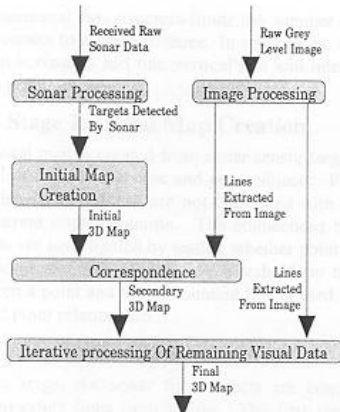 Received Raw
Sonar Data
Raw Grey
Level Image
Sonar Processing
Image Processing
Targets Detected
By Sonar
Initial Map
Creation
Lines
Extracted
From Image
Initial
3D Map
Correspondence
Secondary
3D Map
Lines
Extracted
From Image
Iterative processing Of Remaining Visual Data
Final
3D Map